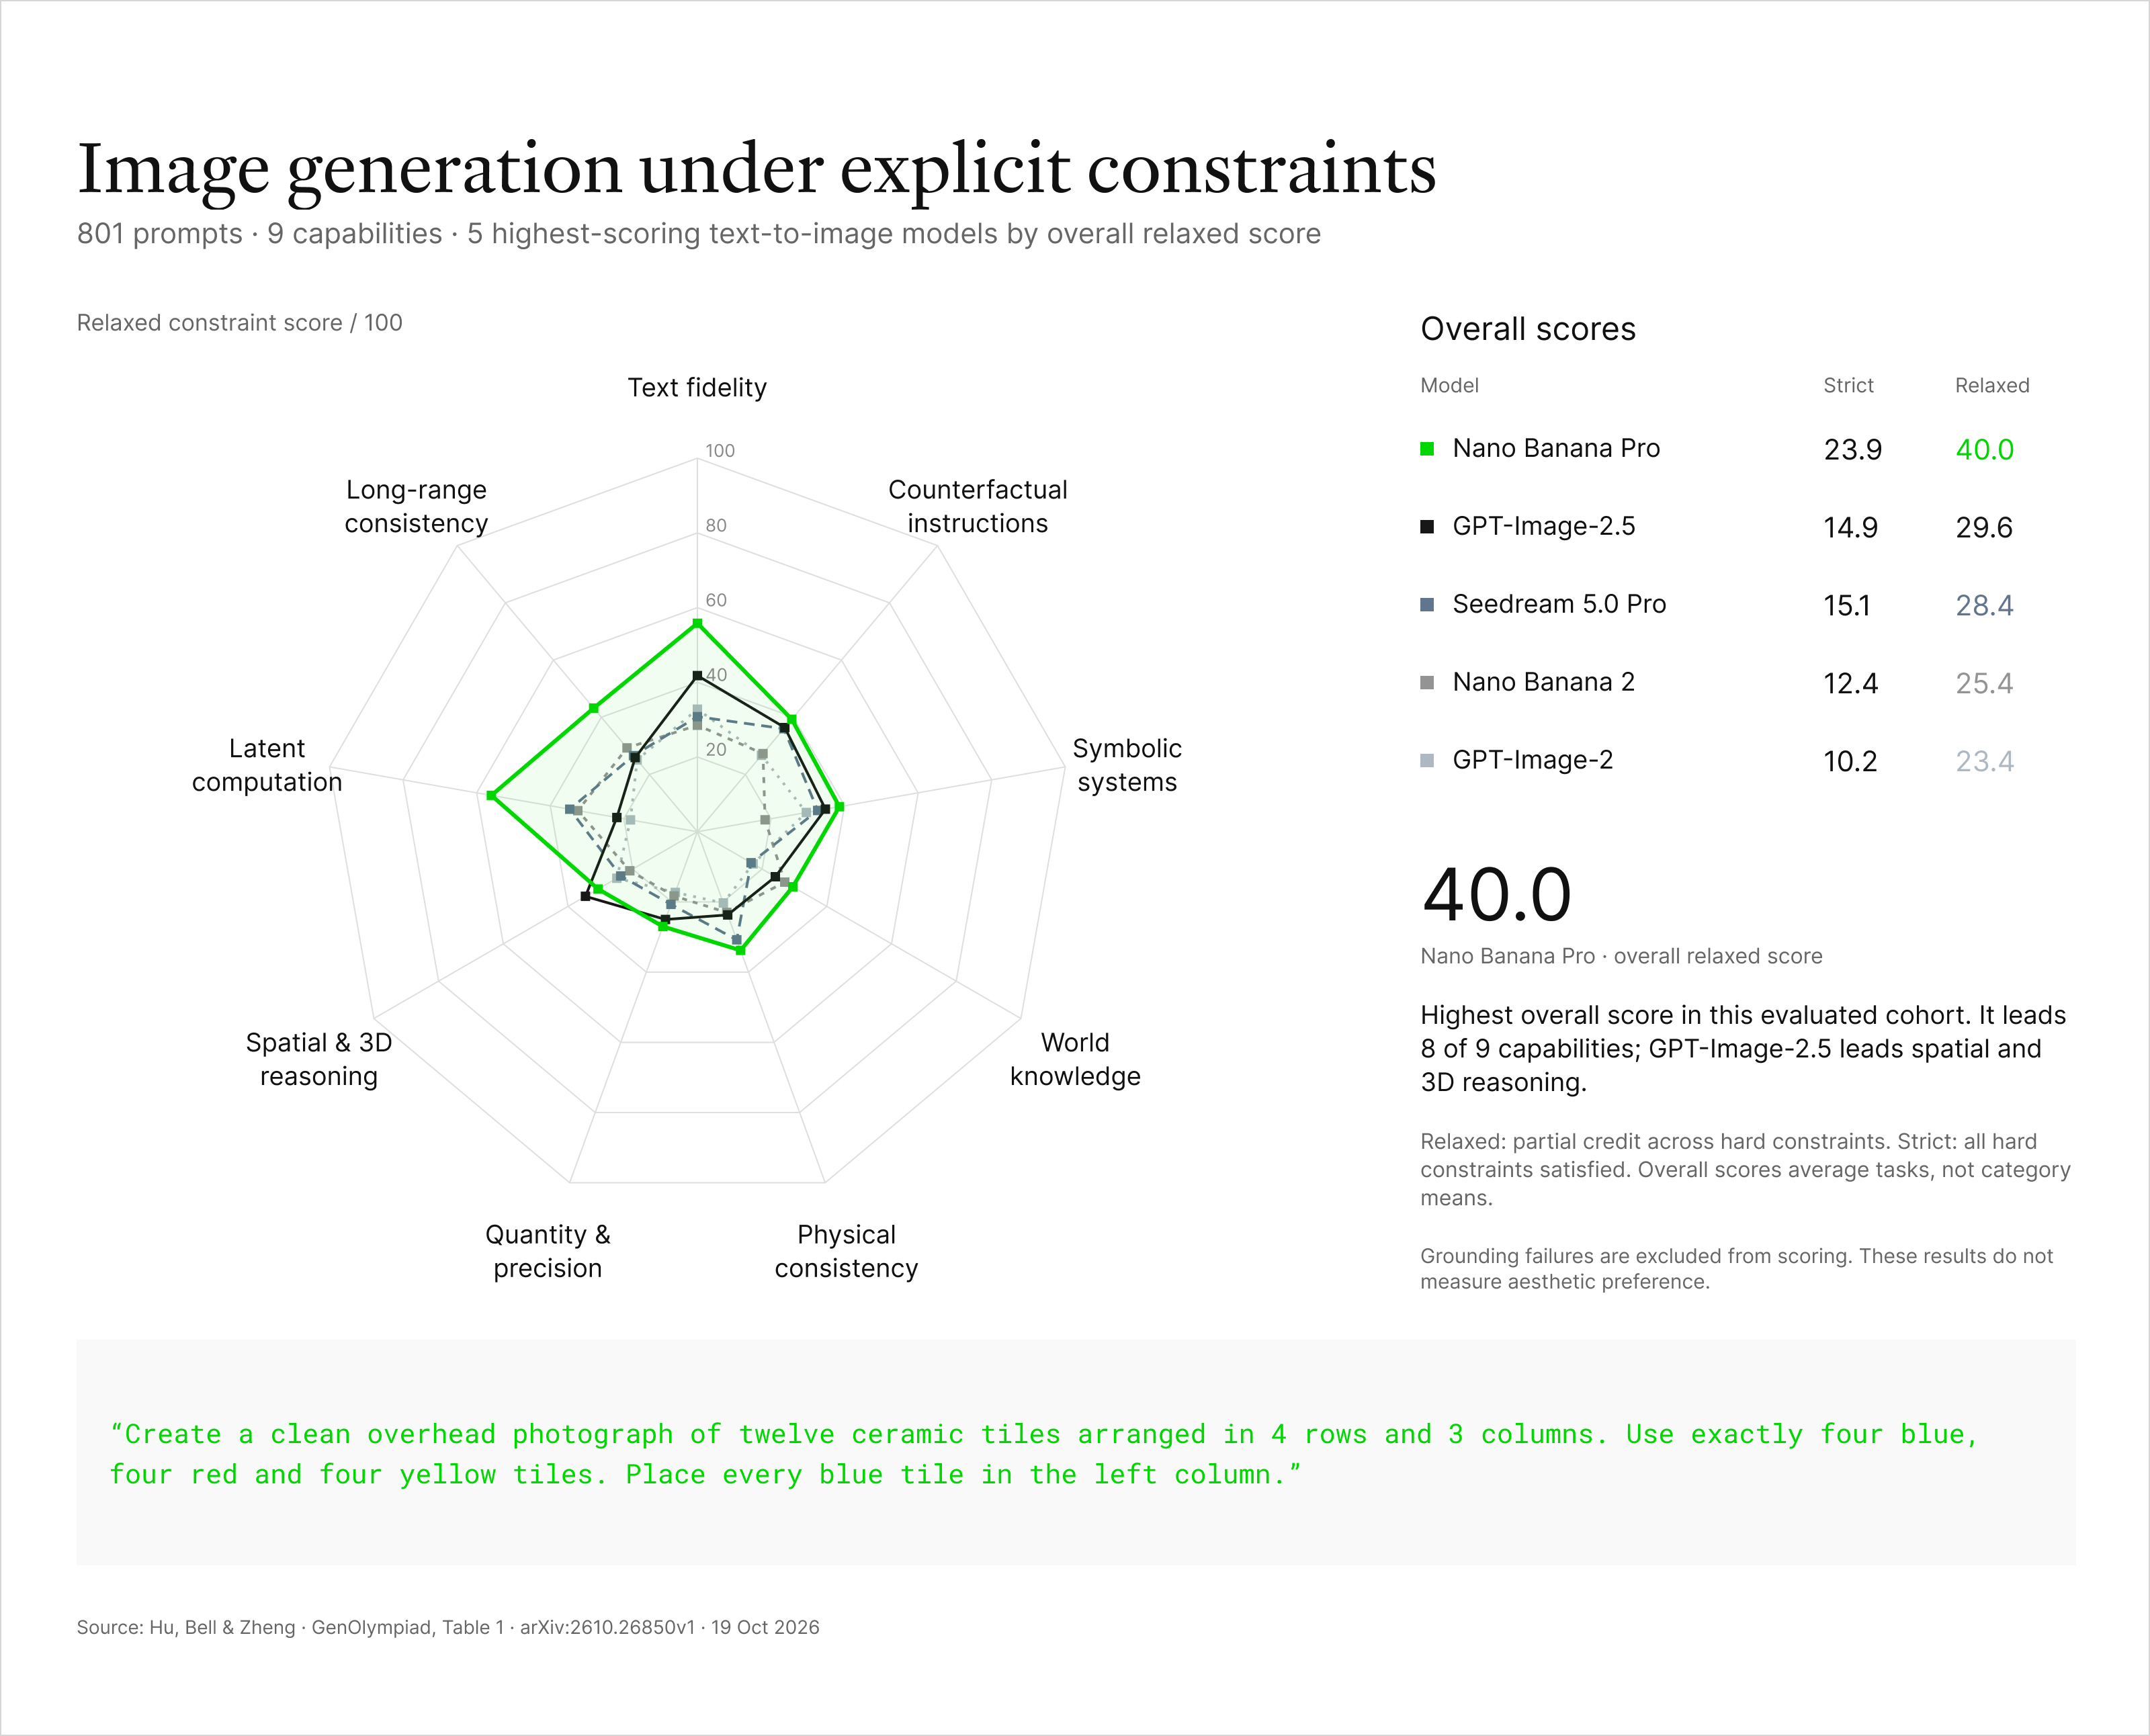 Image generation under explicit constraints
801 prompts · 9 capabilities · 5 highest-scoring text-to-image models by overall relaxed score
Relaxed constraint score / 100
Text fidelity
Counterfactual
instructions
Symbolic
systems
World
knowledge
Physical
consistency
Quantity &
precision
Spatial & 3D
reasoning
Latent
computation
Long-range
consistency
100
80
60
40
20
Overall scores
Model Strict Relaxed
Nano Banana Pro 23.9 40.0
GPT-Image-2.5 14.9 29.6
Seedream 5.0 Pro 15.1 28.4
Nano Banana 2 12.4 25.4
GPT-Image-2 10.2 23.4
40.0
Nano Banana Pro · overall relaxed score
Highest overall score in this evaluated cohort. It leads
8 of 9 capabilities; GPT-Image-2.5 leads spatial and
3D reasoning.
Relaxed: partial credit across hard constraints. Strict: all hard
constraints satisfied. Overall scores average tasks, not category
means.
Grounding failures are excluded from scoring. These results do not
measure aesthetic preference.
“Create a clean overhead photograph of twelve ceramic tiles arranged in 4 rows and 3 columns. Use exactly four blue,
four red and four yellow tiles. Place every blue tile in the left column.”
Source: Hu, Bell & Zheng · GenOlympiad, Table 1 · arXiv:2610.26850v1 · 19 Oct 2026